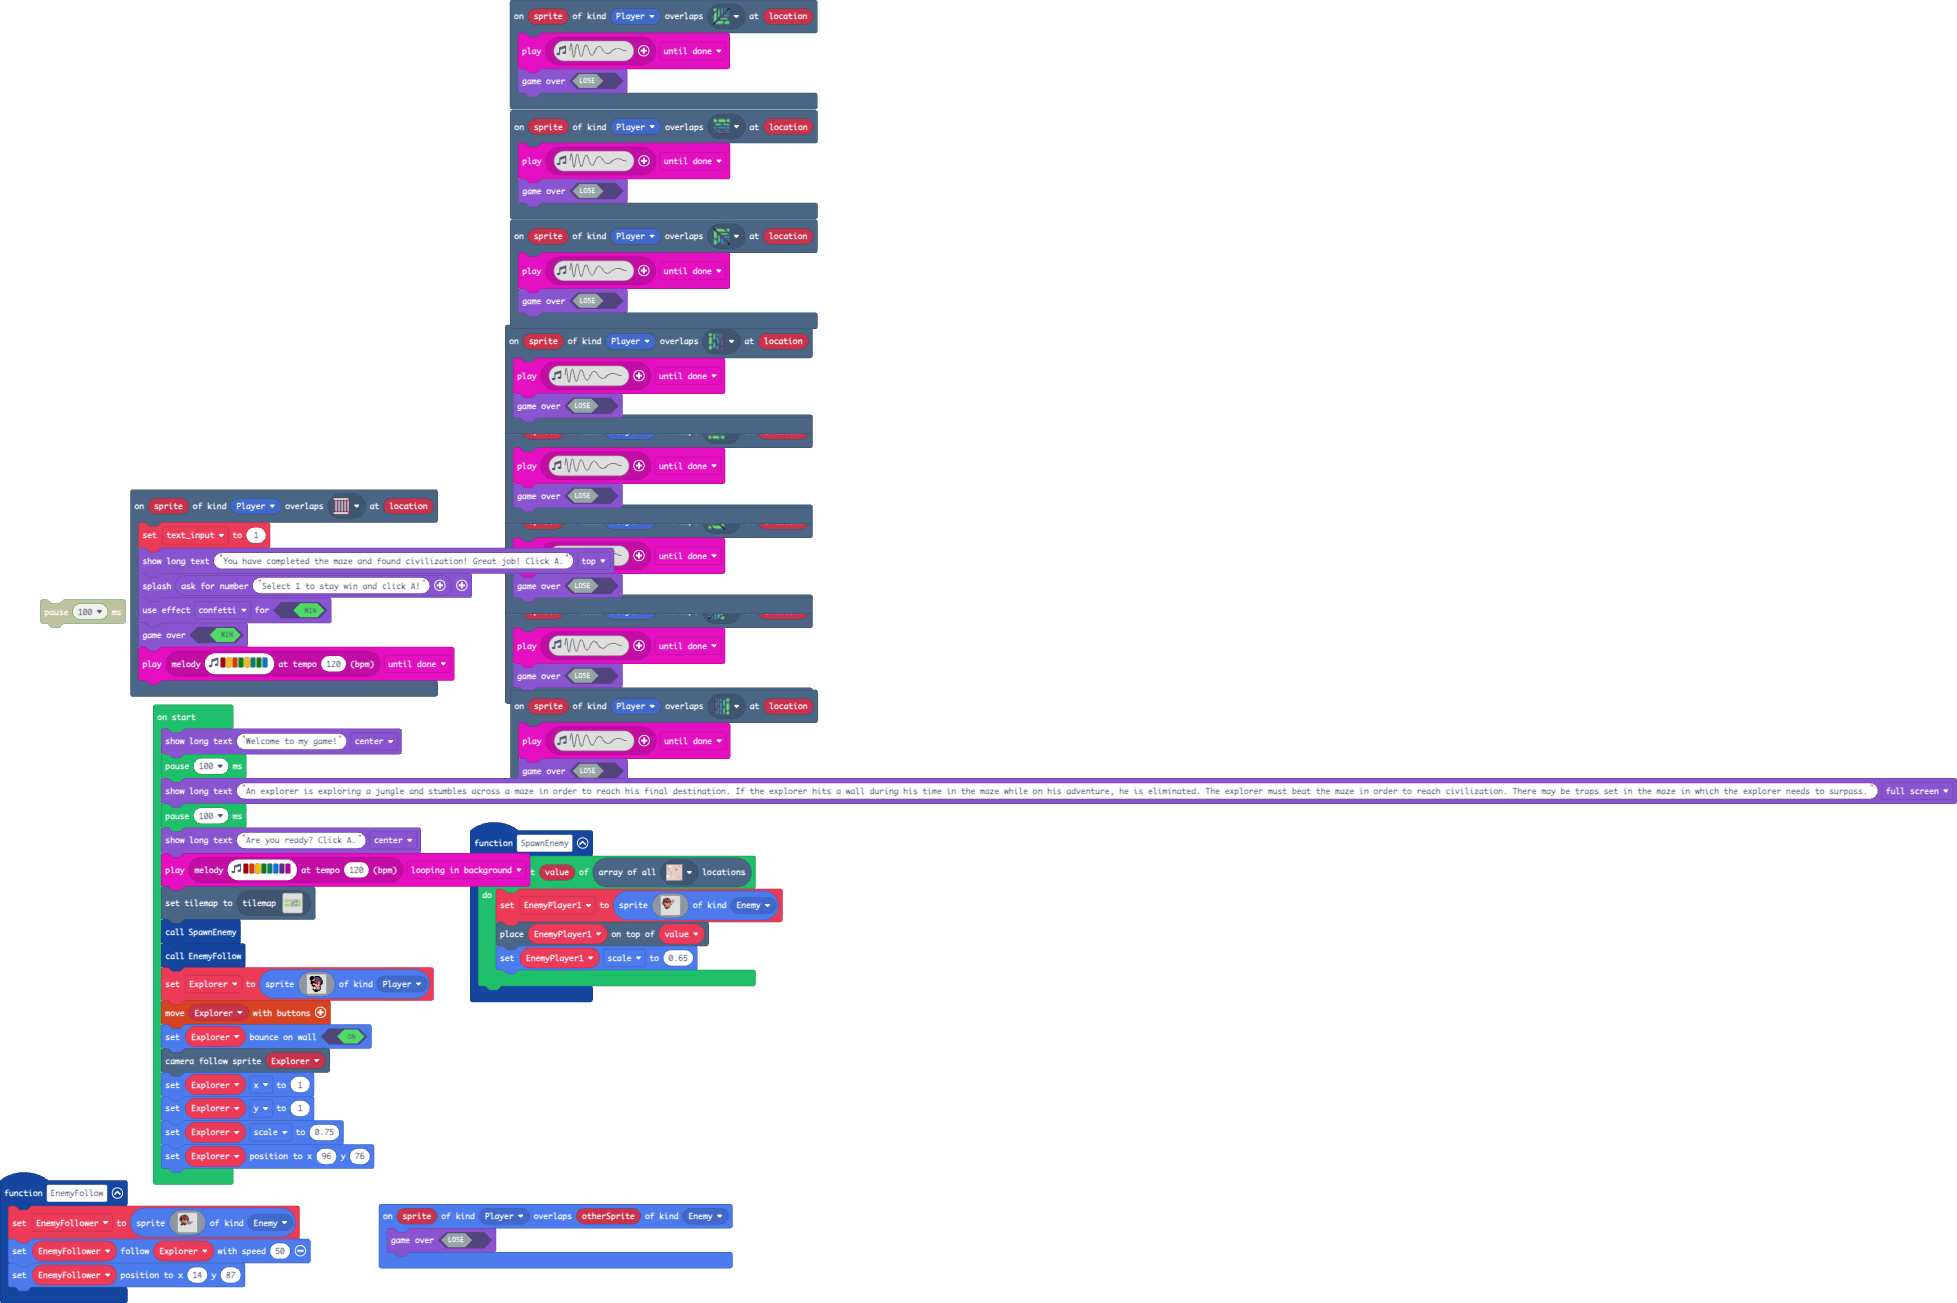 on sprite of kind Player overlaps at location
play until done
game over LOSE
on sprite of kind Player overlaps at location
play until done
game over LOSE
on sprite of kind Player overlaps at location
play until done
game over LOSE
on sprite of kind Player overlaps at location
play until done
game over LOSE
play until done
game over LOSE
until done
game over LOSE
play until done
game over LOSE
on sprite of kind Player overlaps at location
play until done
game over LOSE
on sprite of kind Player overlaps at location
set text_input to 1
show long text "You have completed the maze and found civilization! Great job! Click A." top
splash ask for number "Select 1 to stay win and click A!"
use effect confetti for WIN
game over WIN
play melody at tempo 120 (bpm) until done
pause 100 ms
on start
show long text "Welcome to my game!" center
pause 100 ms
show long text "An explorer is exploring a jungle and stumbles across a maze in order to reach his final destination. If the explorer hits a wall during his time in the maze while on his adventure, he is eliminated. The explorer must beat the maze in order to reach civilization. There may be traps set in the maze in which the explorer needs to surpass." full screen
pause 100 ms
show long text "Are you ready? Click A." center
play melody at tempo 120 (bpm) looping in background
set tilemap to tilemap
call SpawnEnemy
call EnemyFollow
set Explorer to sprite of kind Player
move Explorer with buttons
set Explorer bounce on wall ON
camera follow sprite Explorer
set Explorer x to 1
set Explorer y to 1
set Explorer scale to 0.75
set Explorer position to x 96 y 76
function SpawnEnemy
value of array of all locations
do
set EnemyPlayer1 to sprite of kind Enemy
place EnemyPlayer1 on top of value
set EnemyPlayer1 scale to 0.65
function EnemyFollow
set EnemyFollower to sprite of kind Enemy
set EnemyFollower follow Explorer with speed 50
set EnemyFollower position to x 14 y 87
on sprite of kind Player overlaps otherSprite of kind Enemy
game over LOSE